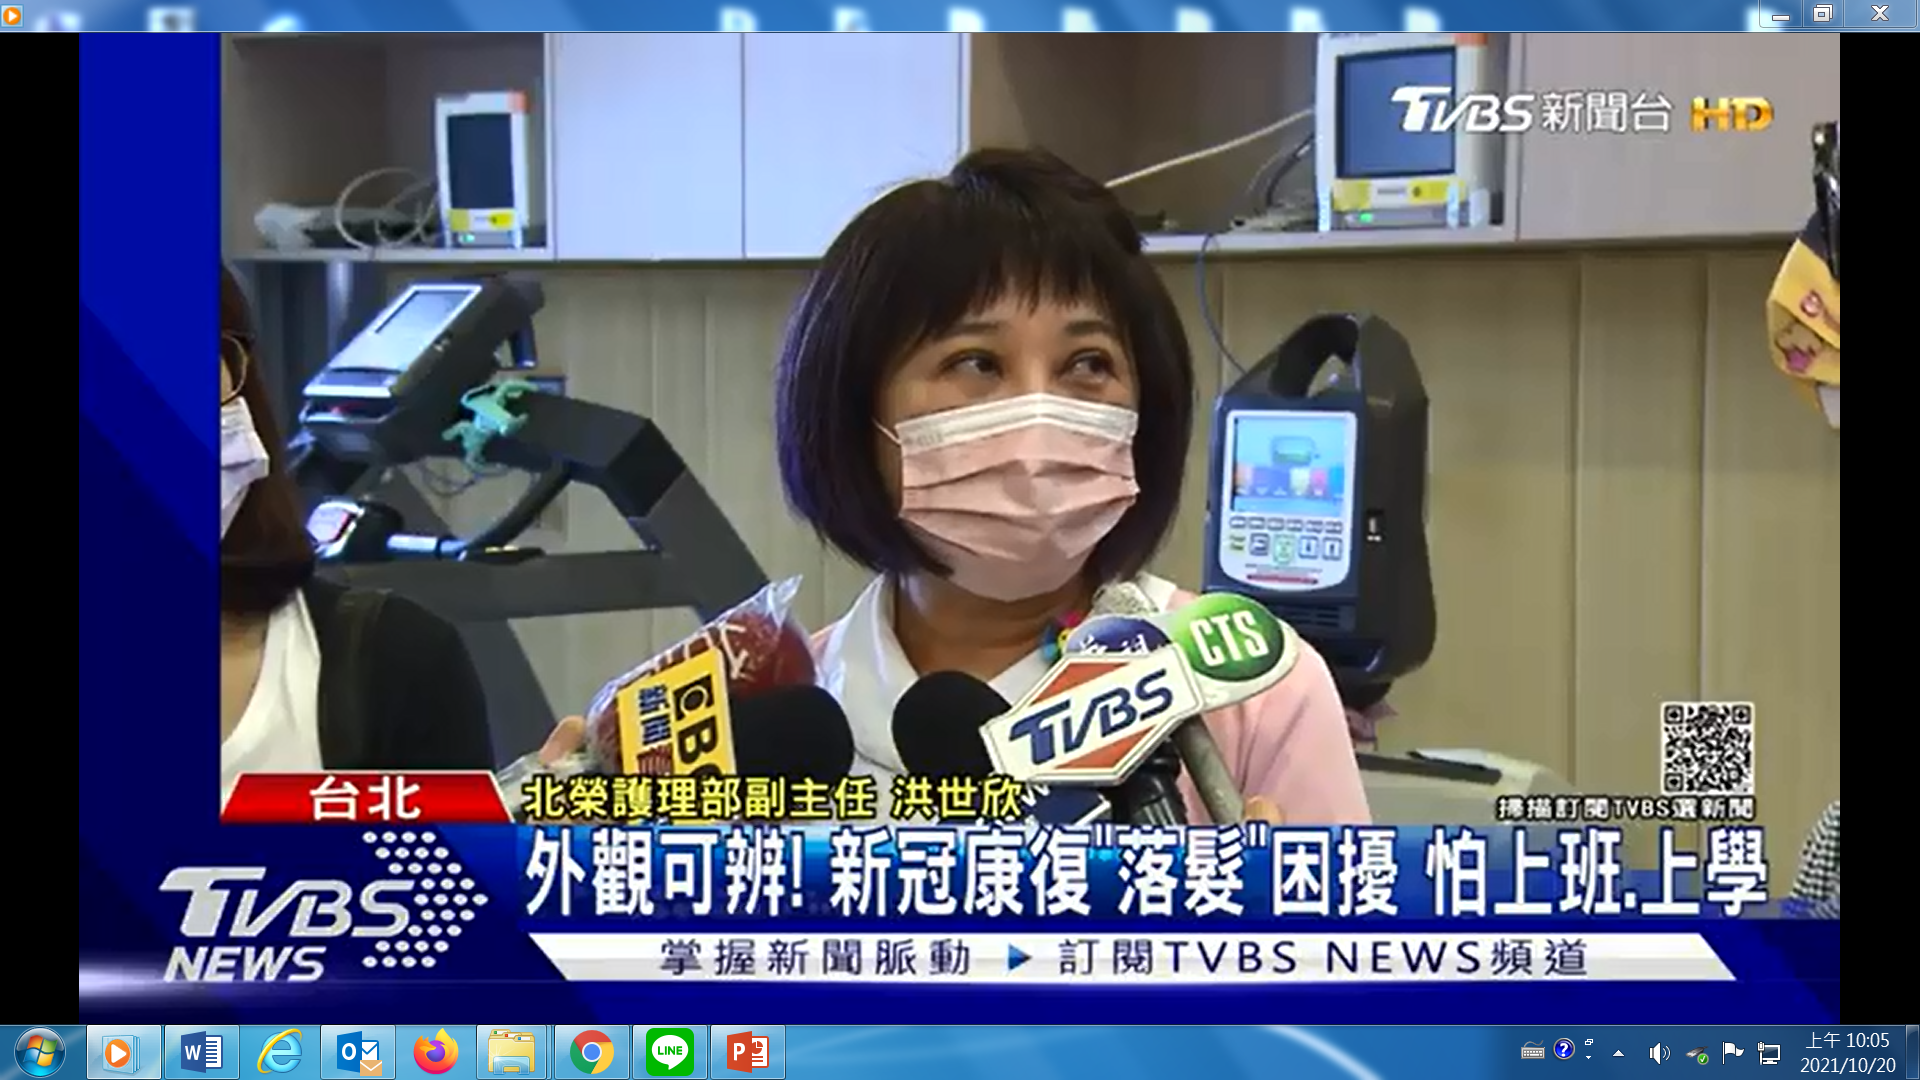 TVBS新聞台 HD
CTS
CBS
新聞
TVBS
掃描訂閱TVBS選新聞
台北
北榮護理部副主任 洪世欣
外觀可辨! 新冠康復"落髮"困擾 怕上班.上學
TVBS
NEWS
掌握新聞脈動 ▶ 訂閱TVBS NEWS頻道
LINE
上午 10:05
2021/10/20